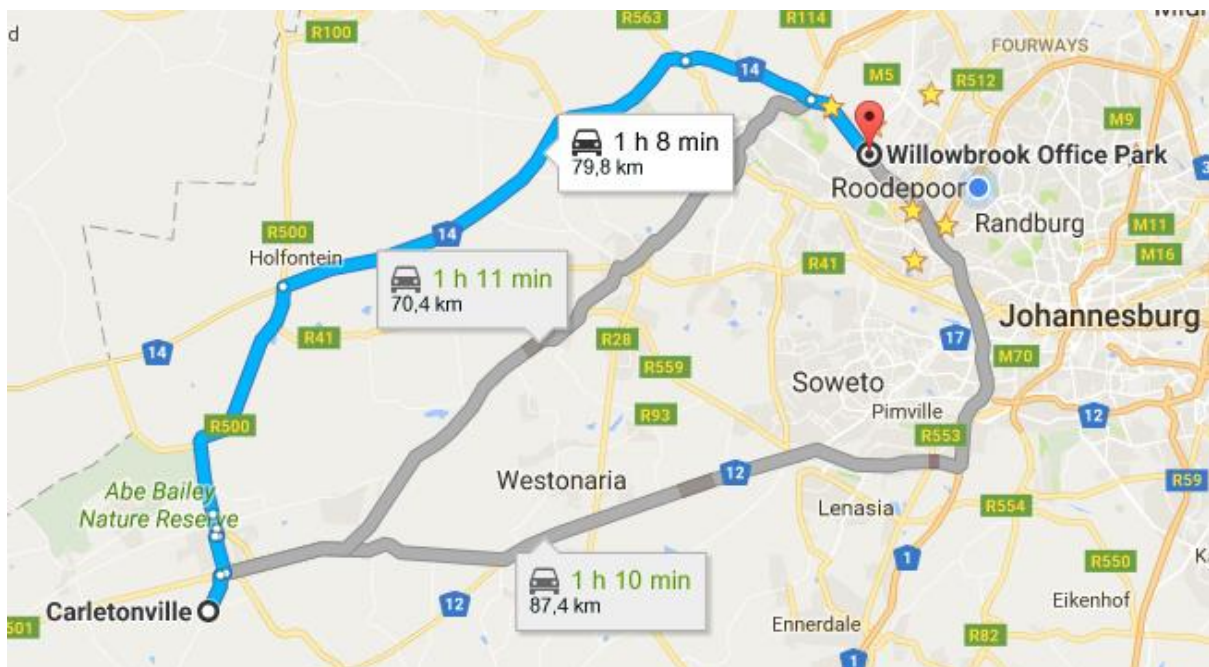 R563
R114
R100
FOURWAYS
14
M5
R512
1 h 8 min
79,8 km
M9
Willowbrook Office Park
Roodepoor
R500
14
Holfontein
Randburg
M11
M16
R41
1 h 11 min
70,4 km
Johannesburg
R41
14
R28
17
M70
R559
Soweto
R93
Pimville
12
R500
R553
Westonaria
12
R59
Abe Bailey
Nature Reserve
Lenasia
R554
1
R550
1 h 10 min
87,4 km
12
Carletonville
Eikenhof
Ennerdale
R82
1